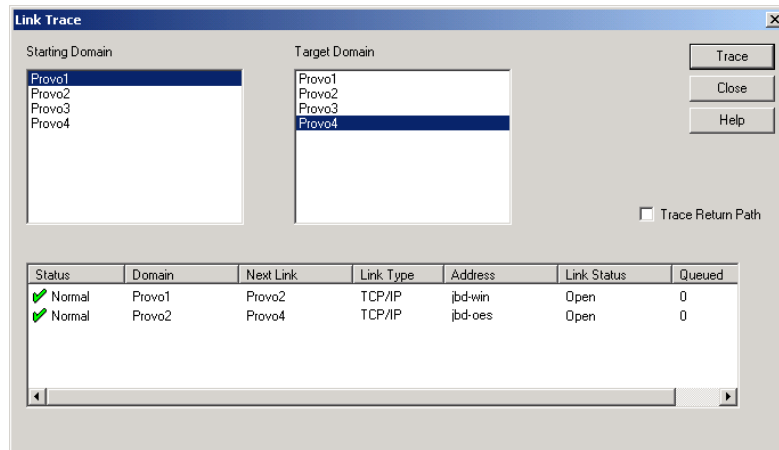 Link Trace
Starting Domain Target Domain
Trace
Close
Help
Provo1
Provo2
Provo3
Provo4
Provo1
Provo2
Provo3
Provo4
Trace Return Path
Status Domain Next Link Link Type Address Link Status Queued
Normal Provo1 Provo2 TCP/IP jbd-win Open 0
Normal Provo2 Provo4 TCP/IP jbd-oes Open 0